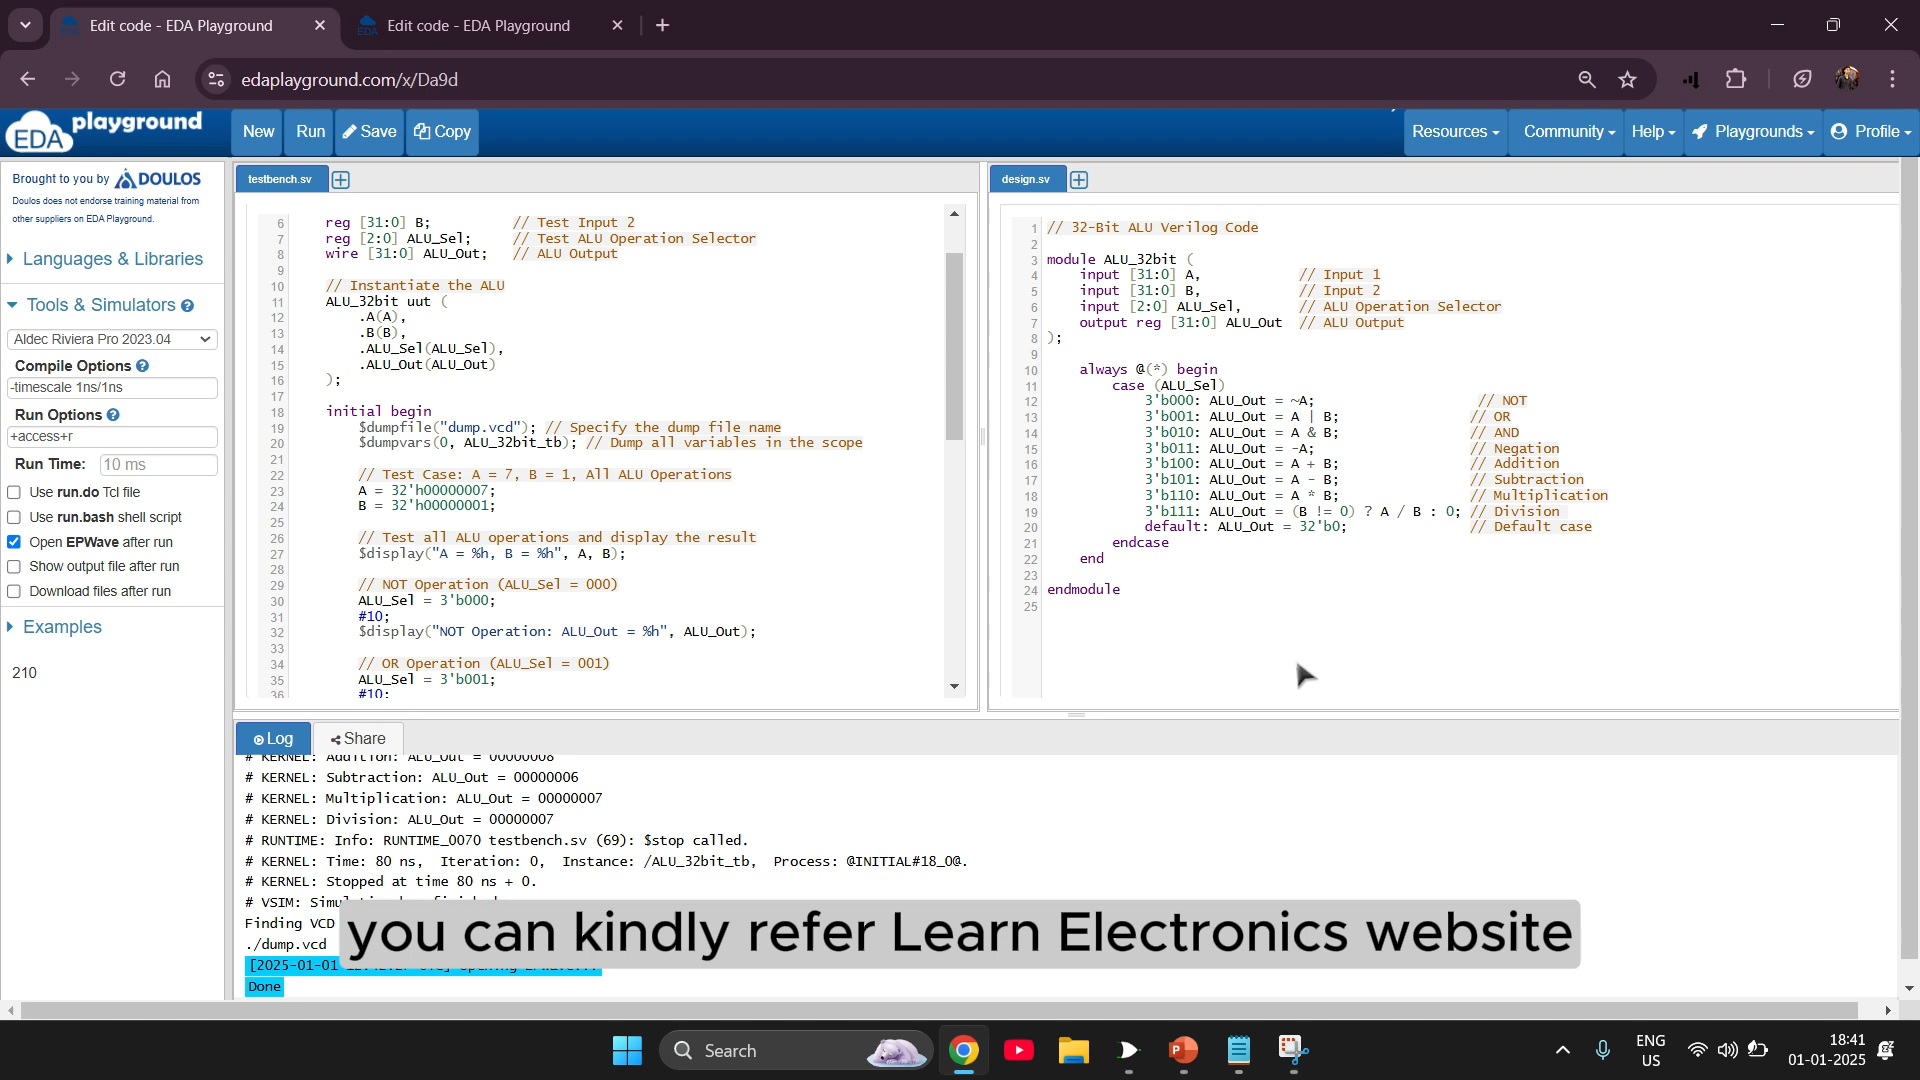 Edit code - EDA Playground
Edit code - EDA Playground
edaplayground.com/x/Da9d
EDA playground
New
Run
Save
Copy
Resources
Community
Help
Playgrounds
Profile
Brought to you by DOULOS
Doulos does not endorse training material from
other suppliers on EDA Playground.
Languages & Libraries
Tools & Simulators
Aldec Riviera Pro 2023.04
Compile Options
-timescale 1ns/1ns
Run Options
+access+r
Run Time: 10 ms
Use run.do Tcl file
Use run.bash shell script
Open EPWave after run
Show output file after run
Download files after run
Examples
210
testbench.sv
6 reg [31:0] B; // Test Input 2
7 reg [2:0] ALU_Sel; // Test ALU Operation Selector
8 wire [31:0] ALU_Out; // ALU Output
9
10 // Instantiate the ALU
11 ALU_32bit uut (
12 .A(A),
13 .B(B),
14 .ALU_Sel(ALU_Sel),
15 .ALU_Out(ALU_Out)
16 );
17
18 initial begin
19 $dumpfile("dump.vcd"); // Specify the dump file name
20 $dumpvars(0, ALU_32bit_tb); // Dump all variables in the scope
21
22 // Test Case: A = 7, B = 1, All ALU Operations
23 A = 32'h00000007;
24 B = 32'h00000001;
25
26 // Test all ALU operations and display the result
27 $display("A = %h, B = %h", A, B);
28
29 // NOT Operation (ALU_Sel = 000)
30 ALU_Sel = 3'b000;
31 #10;
32 $display("NOT Operation: ALU_Out = %h", ALU_Out);
33
34 // OR Operation (ALU_Sel = 001)
35 ALU_Sel = 3'b001;
36 #10;
design.sv
1 // 32-Bit ALU Verilog Code
2
3 module ALU_32bit (
4 input [31:0] A, // Input 1
5 input [31:0] B, // Input 2
6 input [2:0] ALU_Sel, // ALU Operation Selector
7 output reg [31:0] ALU_Out // ALU Output
8 );
9
10 always @(*) begin
11 case (ALU_Sel)
12 3'b000: ALU_Out = ~A; // NOT
13 3'b001: ALU_Out = A | B; // OR
14 3'b010: ALU_Out = A & B; // AND
15 3'b011: ALU_Out = -A; // Negation
16 3'b100: ALU_Out = A + B; // Addition
17 3'b101: ALU_Out = A - B; // Subtraction
18 3'b110: ALU_Out = A * B; // Multiplication
19 3'b111: ALU_Out = (B != 0) ? A / B : 0; // Division
20 default: ALU_Out = 32'b0; // Default case
21 endcase
22 end
23
24 endmodule
25
Log
Share
# KERNEL: Addition: ALU_Out = 00000008
# KERNEL: Subtraction: ALU_Out = 00000006
# KERNEL: Multiplication: ALU_Out = 00000007
# KERNEL: Division: ALU_Out = 00000007
# RUNTIME: Info: RUNTIME_0070 testbench.sv (69): $stop called.
# KERNEL: Time: 80 ns, Iteration: 0, Instance: /ALU_32bit_tb, Process: @INITIAL#18_0@.
# KERNEL: Stopped at time 80 ns + 0.
# VSIM:
Finding VCD
./dump.vcd
[2025-01-01
Done
you can kindly refer Learn Electronics website
Search
ENG
US
18:41
01-01-2025